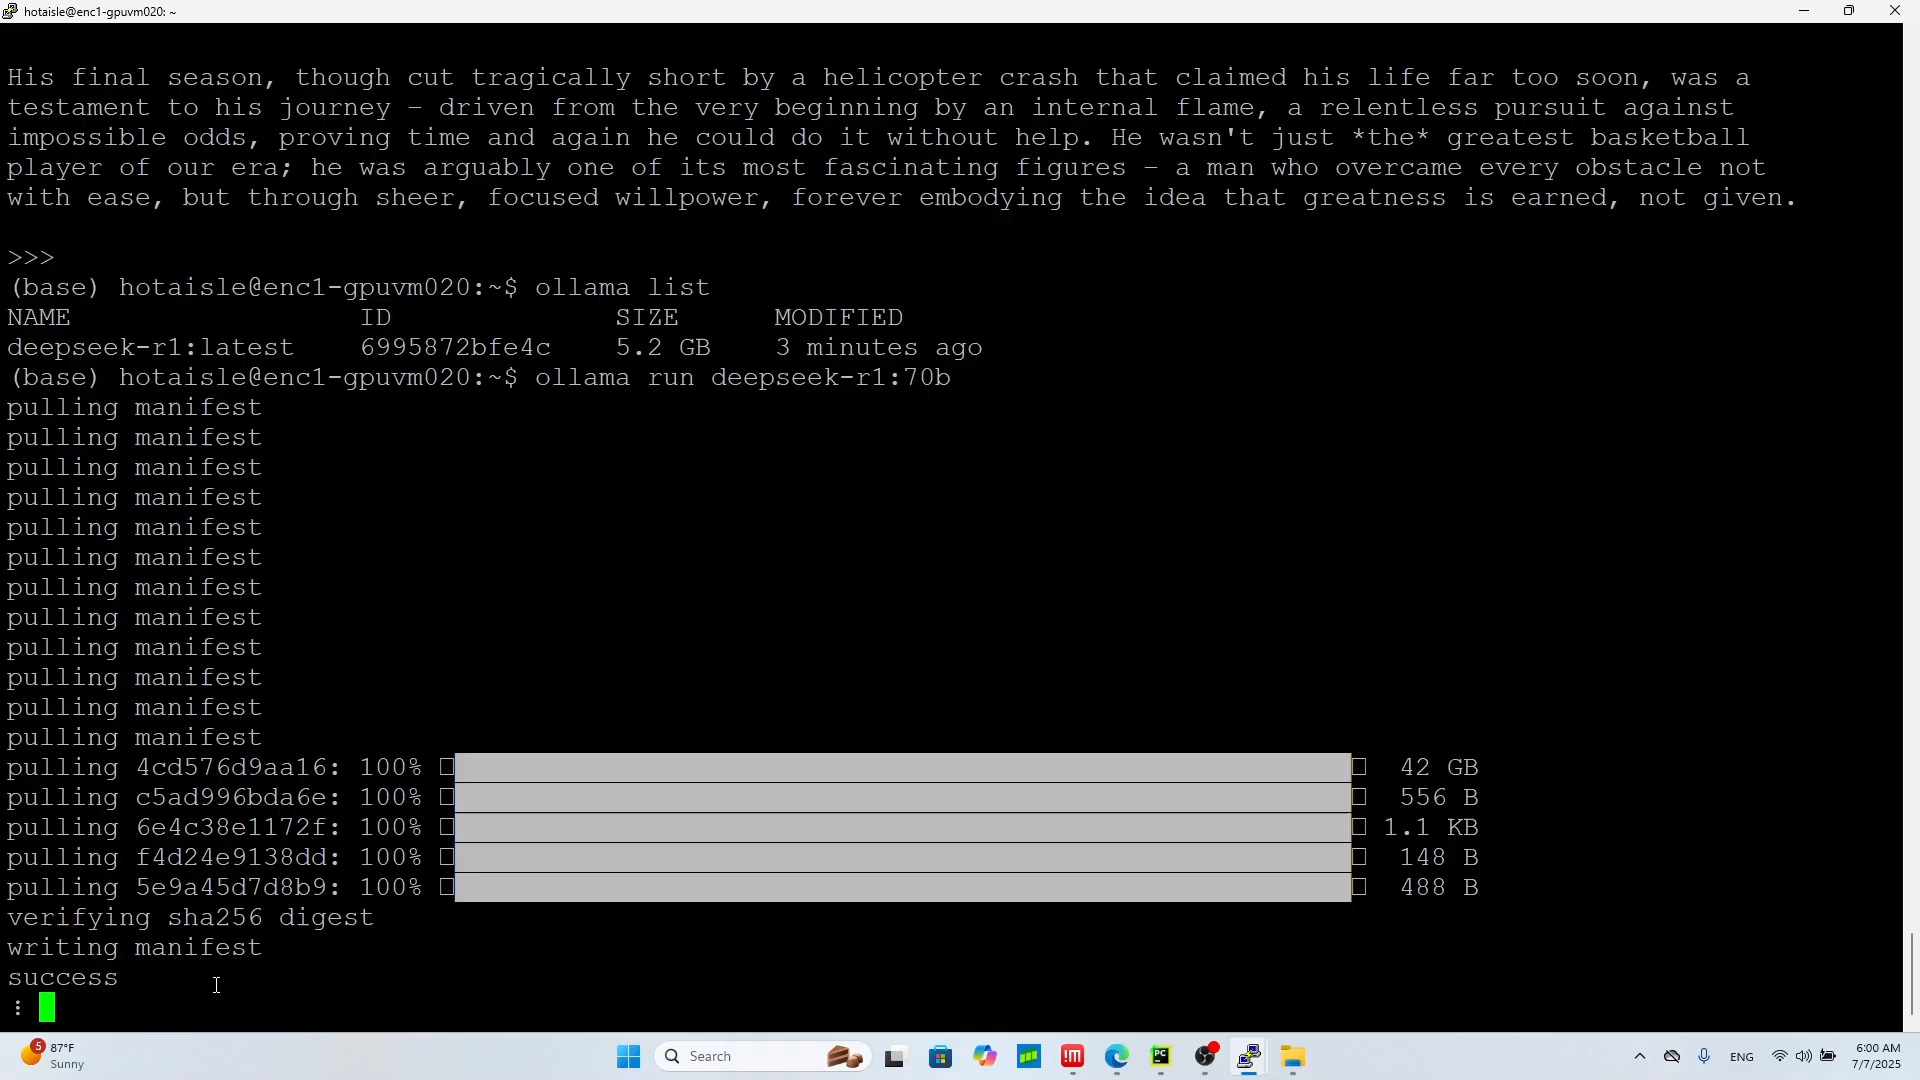 hotaisle@enc1-gpuvm020: ~
His final season, though cut tragically short by a helicopter crash that claimed his life far too soon, was a
testament to his journey – driven from the very beginning by an internal flame, a relentless pursuit against
impossible odds, proving time and again he could do it without help. He wasn't just *the* greatest basketball
player of our era; he was arguably one of its most fascinating figures – a man who overcame every obstacle not
with ease, but through sheer, focused willpower, forever embodying the idea that greatness is earned, not given.
>>>
(base) hotaisle@enc1-gpuvm020:~$ ollama list
NAME ID SIZE MODIFIED
deepseek-r1:latest 6995872bfe4c 5.2 GB 3 minutes ago
(base) hotaisle@enc1-gpuvm020:~$ ollama run deepseek-r1:70b
pulling manifest
pulling manifest
pulling manifest
pulling manifest
pulling manifest
pulling manifest
pulling manifest
pulling manifest
pulling manifest
pulling manifest
pulling manifest
pulling manifest
pulling 4cd576d9aa16: 100% 42 GB
pulling c5ad996bda6e: 100% 556 B
pulling 6e4c38e1172f: 100% 1.1 KB
pulling f4d24e9138dd: 100% 148 B
pulling 5e9a45d7d8b9: 100% 488 B
verifying sha256 digest
writing manifest
success
5 87°F
Sunny
Search
PC
ENG
6:00 AM
7/7/2025